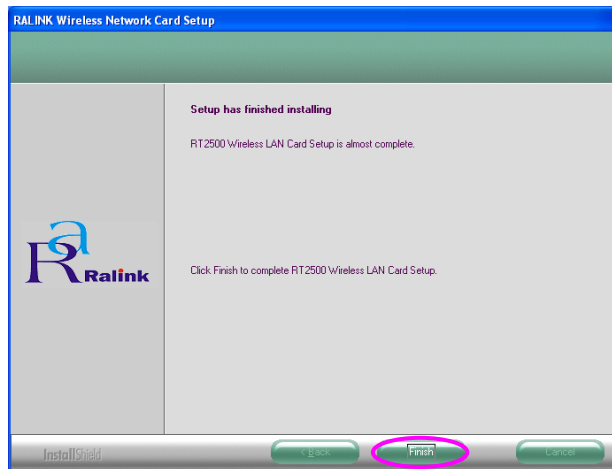 RALINK Wireless Network Card Setup
Setup has finished installing
RT2500 Wireless LAN Card Setup is almost complete.
Ra
Ralink
Click Finish to complete RT2500 Wireless LAN Card Setup.
InstallShield
< Back
Finish
Cancel